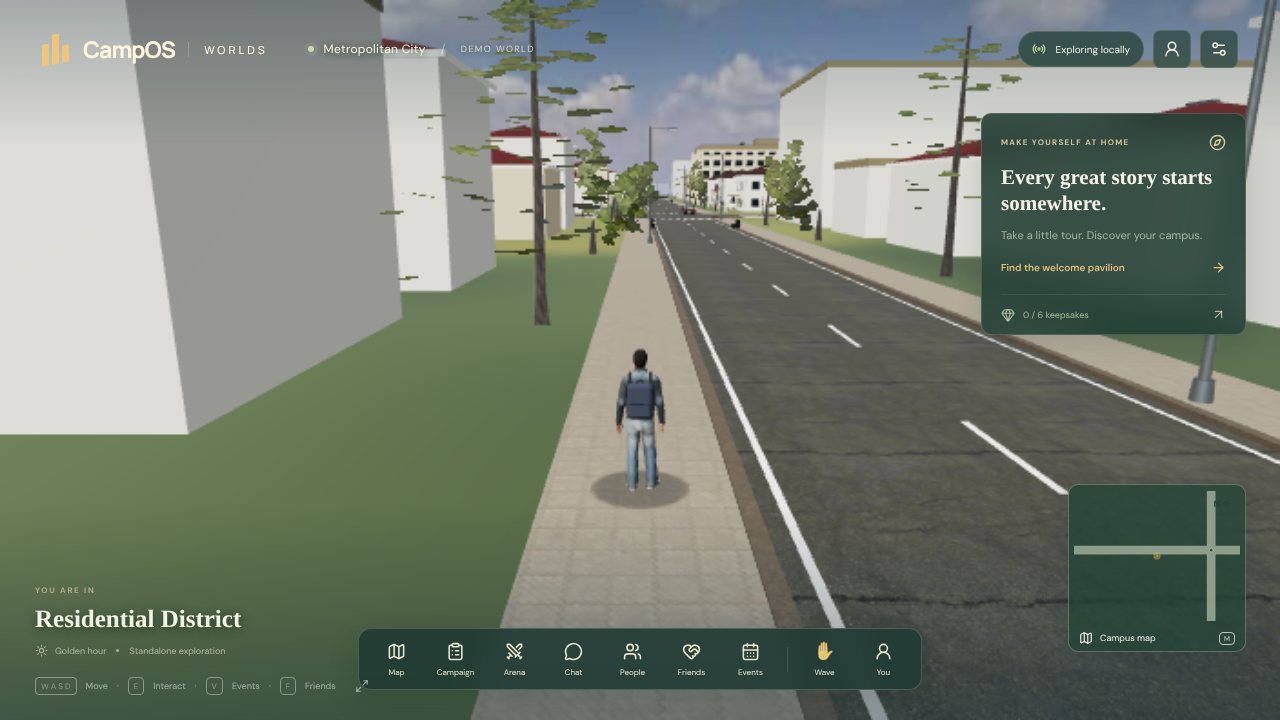 CampOS
WORLDS
Metropolitan City / DEMO WORLD
Exploring locally
MAKE YOURSELF AT HOME
Every great story starts
somewhere.
Take a little tour. Discover your campus.
Find the welcome pavilion
0 / 6 keepsakes
Campus map
M
YOU ARE IN
Residential District
Golden hour • Standalone exploration
WASD Move · E Interact · V Events · F Friends
Map Campaign Arena Chat People Friends Events Wave You